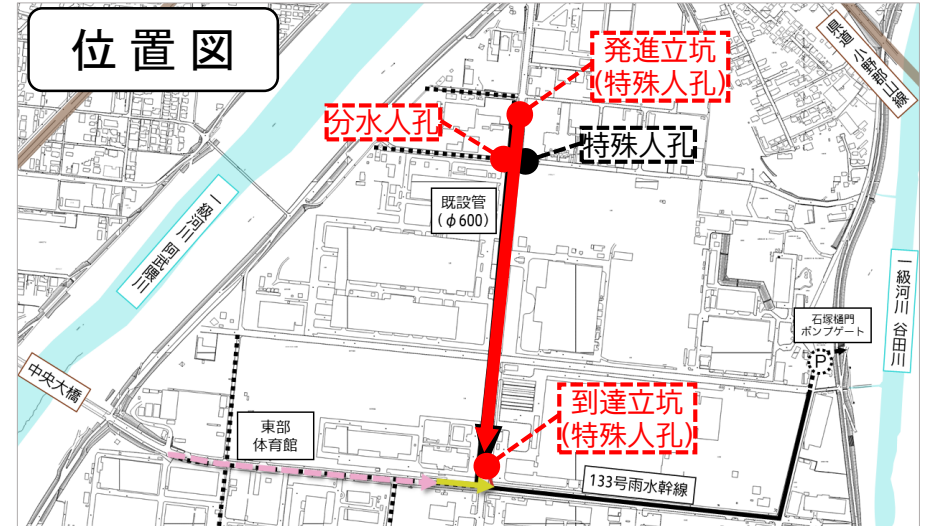 位置図
発進立坑
(特殊人孔)
県道 小野郡山線
分水人孔
特殊人孔
既設管
(φ600)
一級河川 阿武隈川
一級河川 谷田川
石塚樋門
ポンプゲート
P
中央大橋
東部
体育館
到達立坑
(特殊人孔)
133号雨水幹線